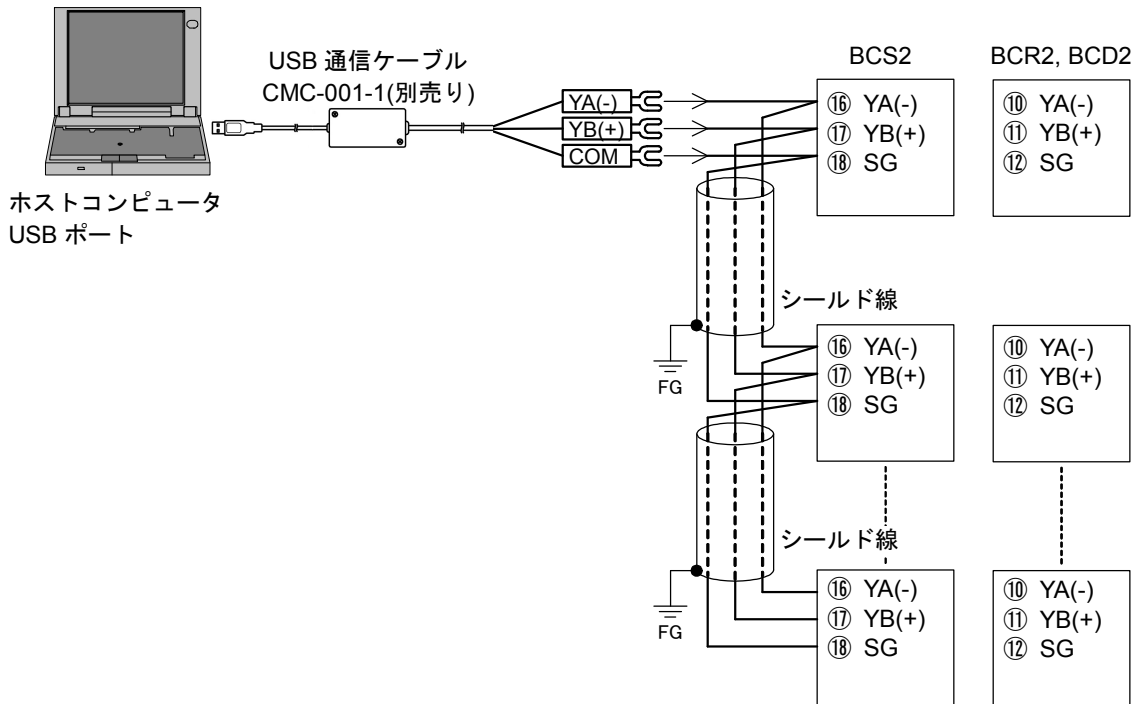 USB 通信ケーブル
CMC-001-1(別売り)
BCS2
BCR2, BCD2
YA(-)
YB(+)
COM
⑯ YA(-)
⑰ YB(+)
⑱ SG
⑩ YA(-)
⑪ YB(+)
⑫ SG
ホストコンピュータ
USB ポート
シールド線
FG
⑯ YA(-)
⑰ YB(+)
⑱ SG
⑩ YA(-)
⑪ YB(+)
⑫ SG
シールド線
FG
⑯ YA(-)
⑰ YB(+)
⑱ SG
⑩ YA(-)
⑪ YB(+)
⑫ SG